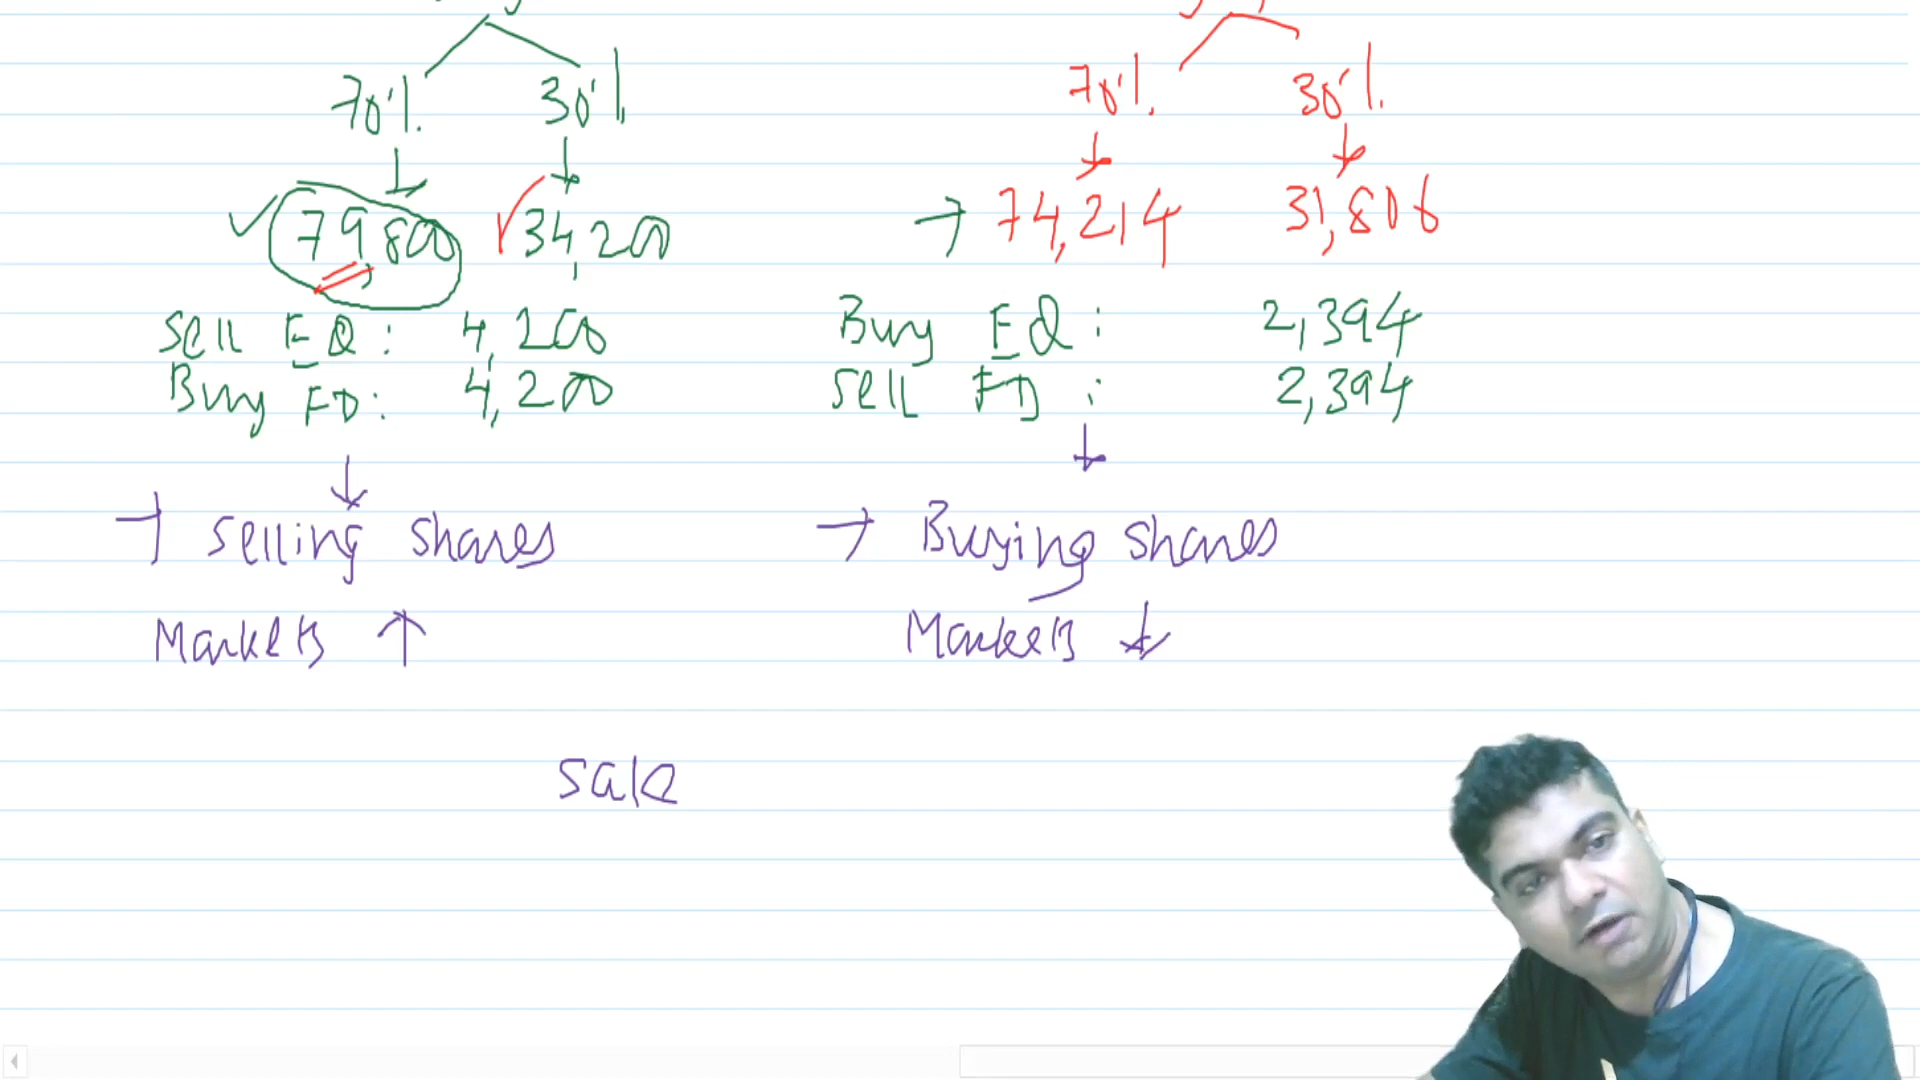 70%. 30%
70%. 30%.
79,800 34,200
→ 74,214 31,806
Sell EQ: 4,200
Buy FD: 4,200
Buy EQ: 2,394
Sell FD: 2,394
→ Selling shares
Markets ↑
→ Buying shares
Markets ↓
Sale